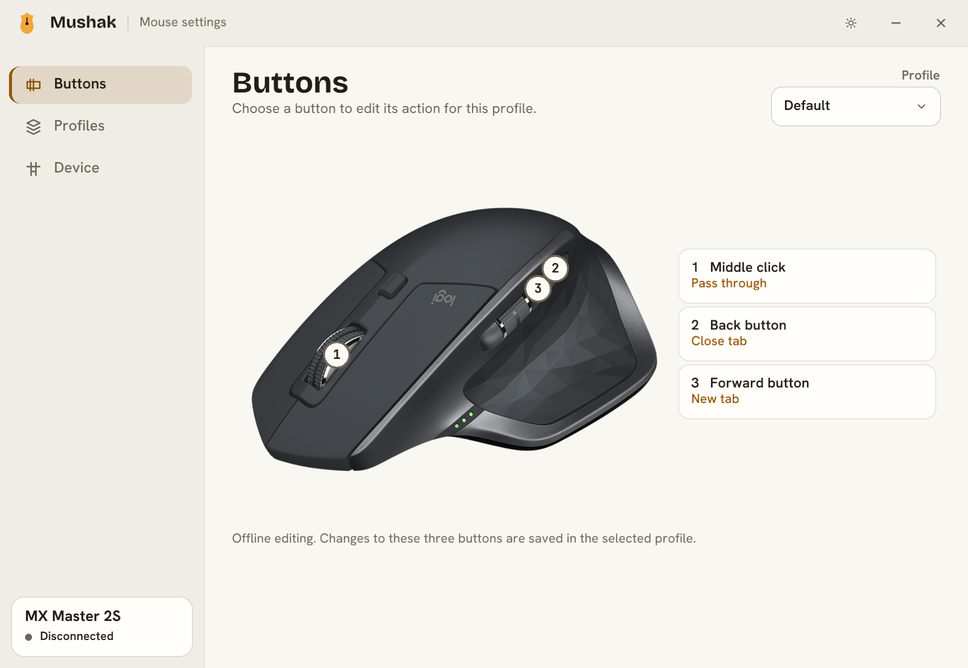 Mushak
Mouse settings
Buttons
Profiles
Device
MX Master 2S
Disconnected
Buttons
Choose a button to edit its action for this profile.
Profile
Default
logi
1
2
3
1 Middle click
Pass through
2 Back button
Close tab
3 Forward button
New tab
Offline editing. Changes to these three buttons are saved in the selected profile.